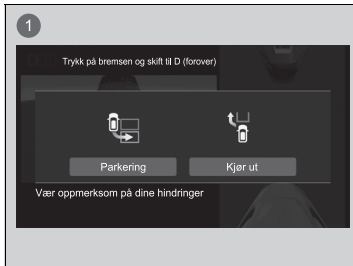 1
Trykk på bremsen og skift til D (forover)
Parkering
Kjør ut
Vær oppmerksom på dine hindringer